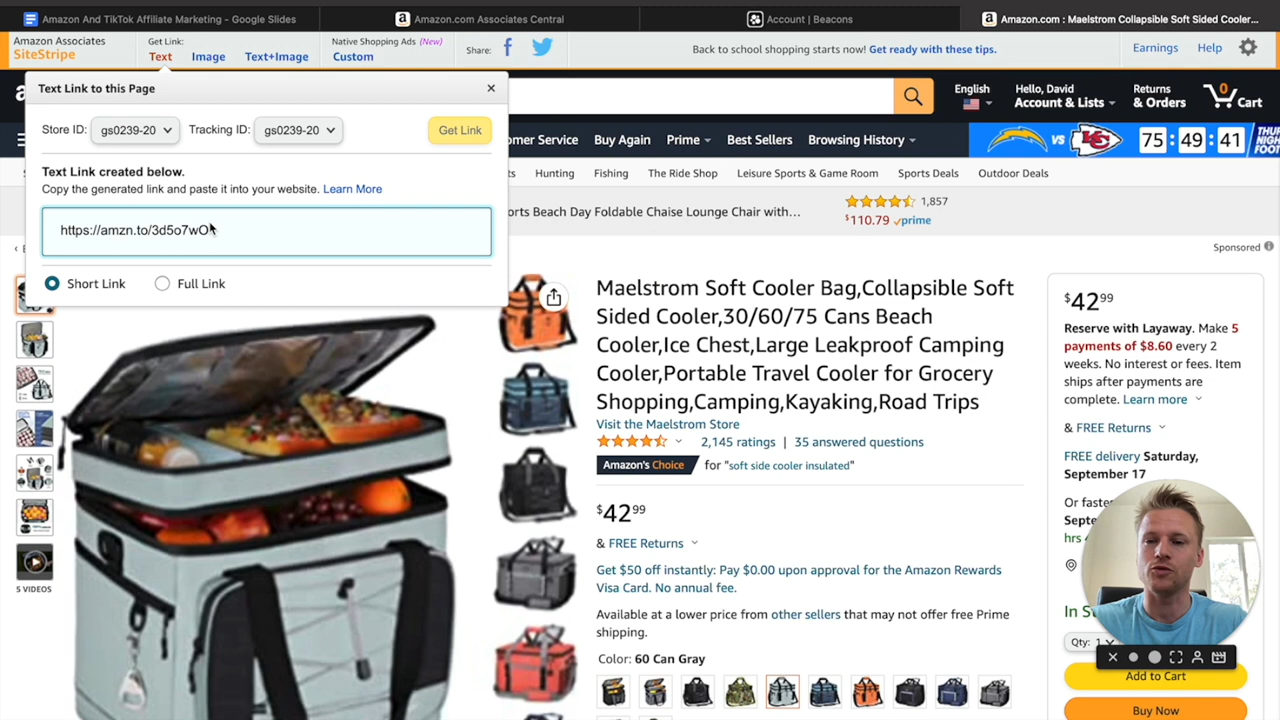 Amazon And TikTok Affiliate Marketing - Google Slides
Amazon.com Associates Central
Account | Beacons
Amazon.com : Maelstrom Collapsible Soft Sided Cooler...
Amazon Associates
SiteStripe
Get Link:
Text
Image
Text+Image
Native Shopping Ads (New)
Custom
Share:
Back to school shopping starts now! Get ready with these tips.
Earnings
Help
Text Link to this Page
Store ID:
gs0239-20
Tracking ID:
gs0239-20
Get Link
Text Link created below.
Copy the generated link and paste it into your website. Learn More
Short Link
Full Link
English
Hello, David
Account & Lists
Returns
& Orders
0
Cart
Customer Service
Buy Again
Prime
Best Sellers
Browsing History
VS
75:49:41
Hunting
Fishing
The Ride Shop
Leisure Sports & Game Room
Sports Deals
Outdoor Deals
orts Beach Day Foldable Chaise Lounge Chair with...
1,857
$110.79
prime
Sponsored
5 VIDEOS
Maelstrom Soft Cooler Bag,Collapsible Soft
Sided Cooler,30/60/75 Cans Beach
Cooler,Ice Chest,Large Leakproof Camping
Cooler,Portable Travel Cooler for Grocery
Shopping,Camping,Kayaking,Road Trips
Visit the Maelstrom Store
2,145 ratings | 35 answered questions
Amazon's Choice for "soft side cooler insulated"
$42 99
& FREE Returns
Get $50 off instantly: Pay $0.00 upon approval for the Amazon Rewards
Visa Card. No annual fee.
Available at a lower price from other sellers that may not offer free Prime
shipping.
Color: 60 Can Gray
$42 99
Reserve with Layaway. Make 5
payments of $8.60 every 2
weeks. No interest or fees. Item
ships after payments are
complete. Learn more
& FREE Returns
FREE delivery Saturday,
September 17
Qty: 1
Add to Cart
Buy Now